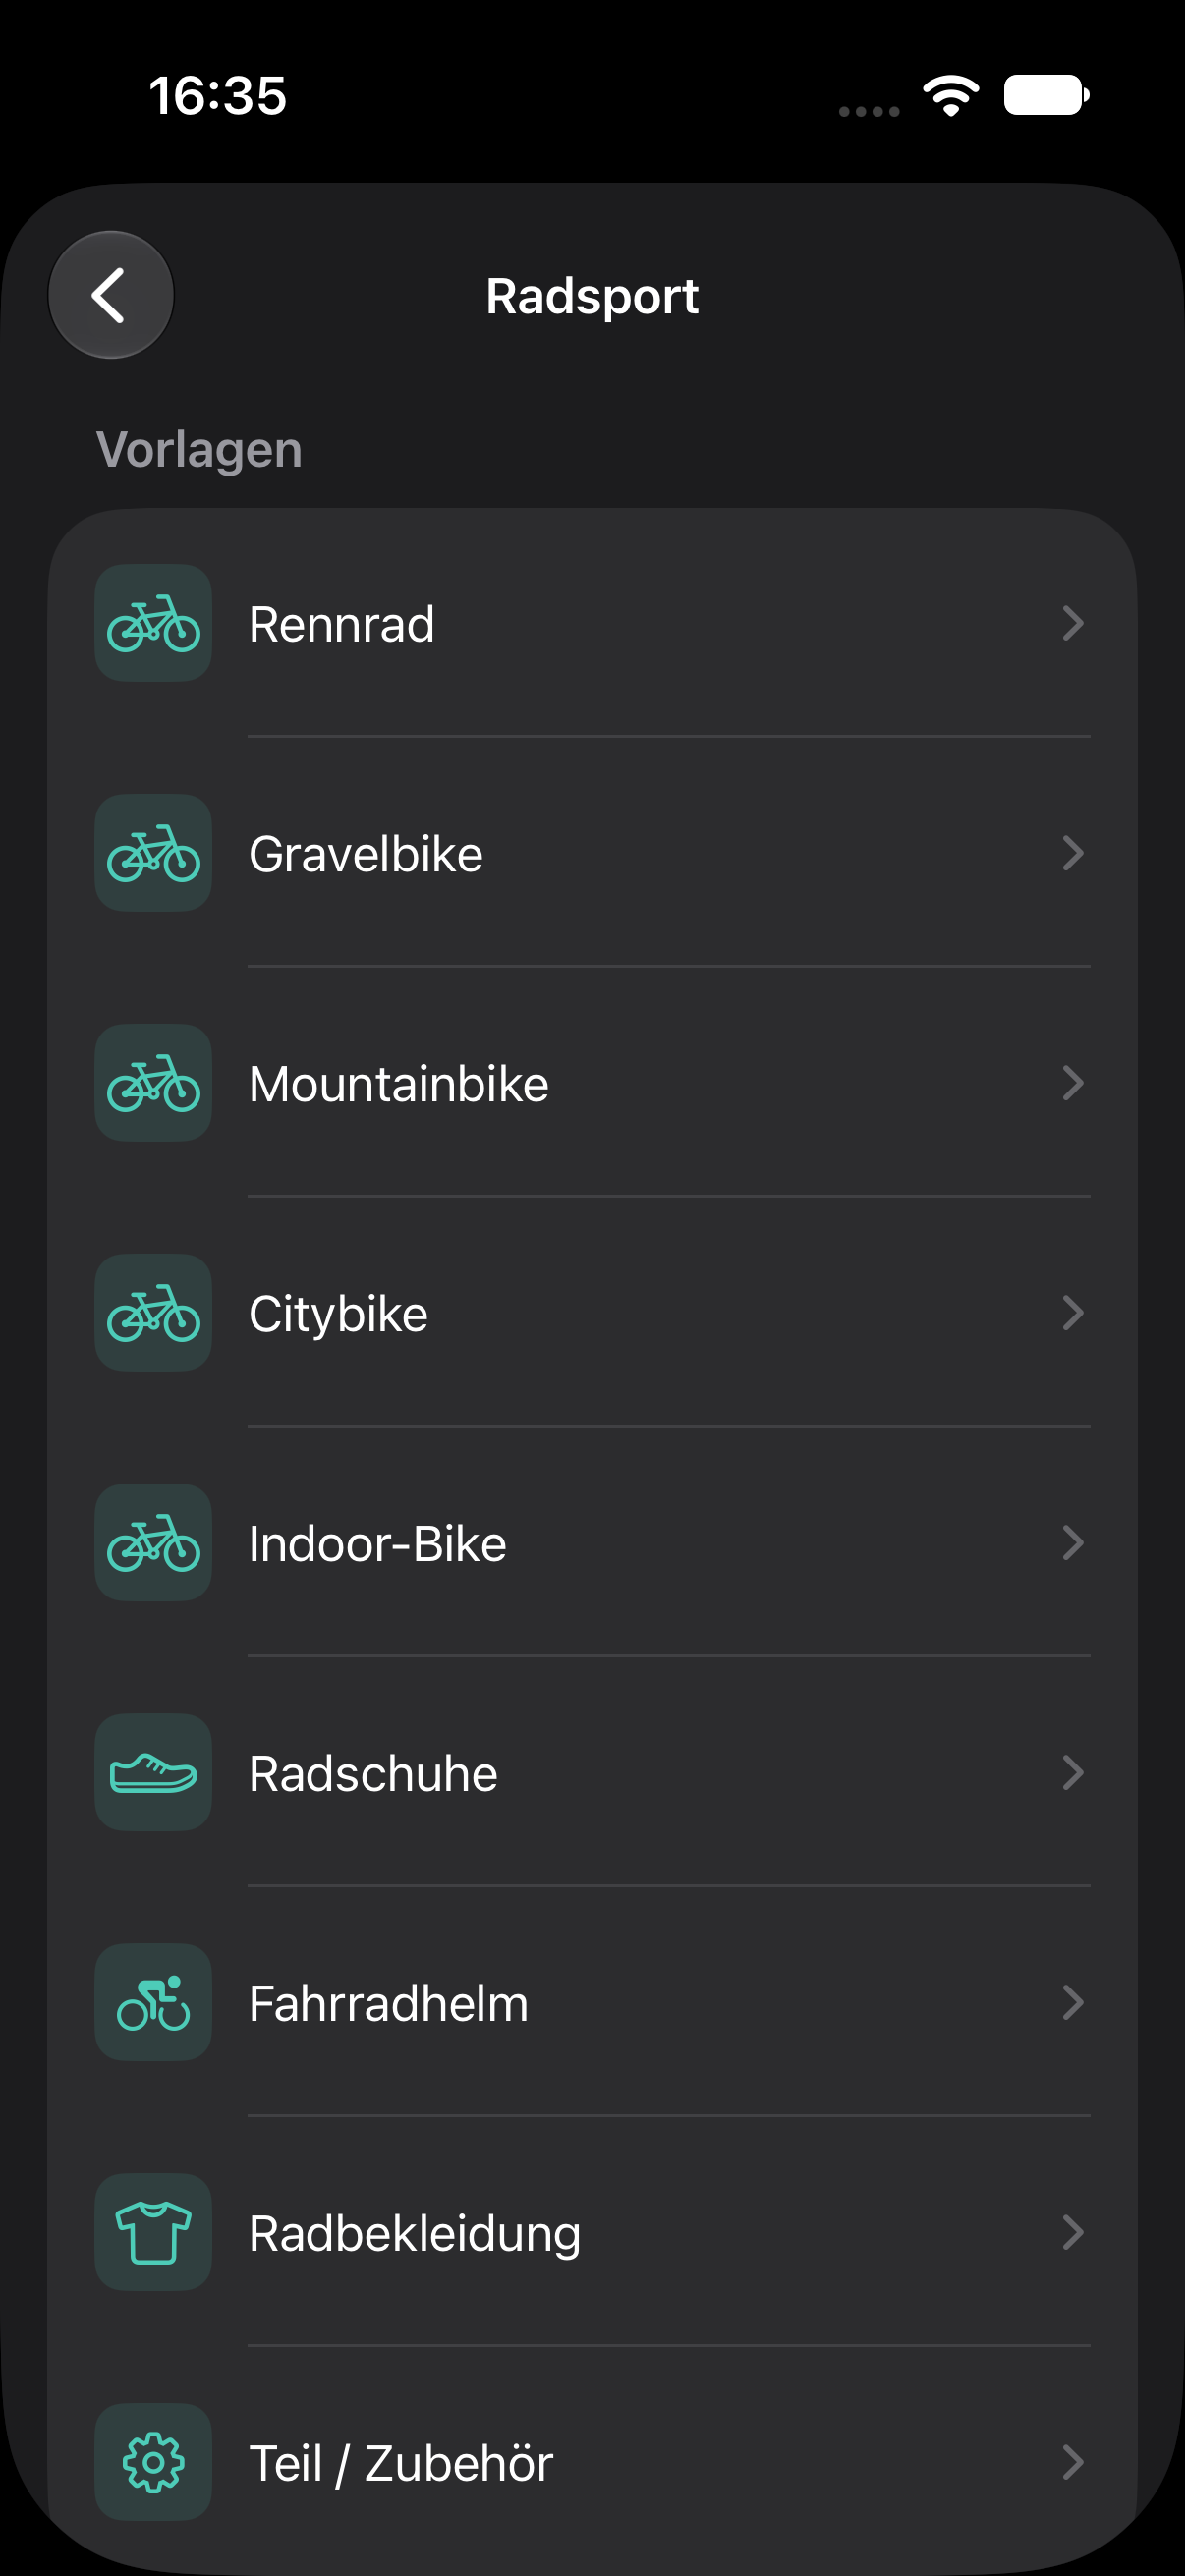 16:35
Radsport
Vorlagen
Rennrad
Gravelbike
Mountainbike
Citybike
Indoor-Bike
Radschuhe
Fahrradhelm
Radbekleidung
Teil / Zubehör